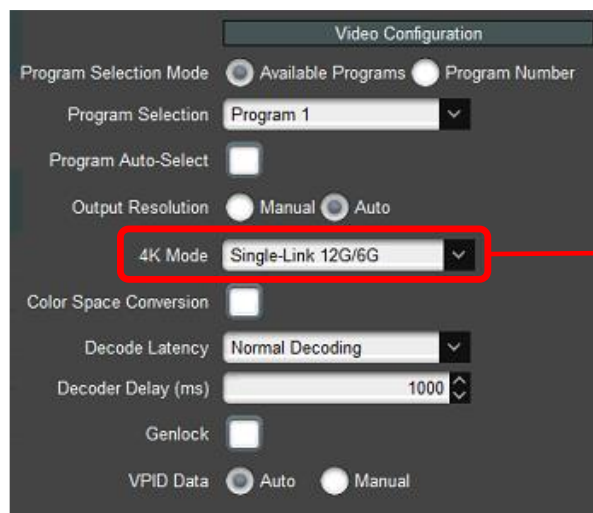 Video Configuration
Program Selection Mode Available Programs Program Number
Program Selection Program 1
Program Auto-Select
Output Resolution Manual Auto
4K Mode Single-Link 12G/6G
Color Space Conversion
Decode Latency Normal Decoding
Decoder Delay (ms) 1000
Genlock
VPID Data Auto Manual